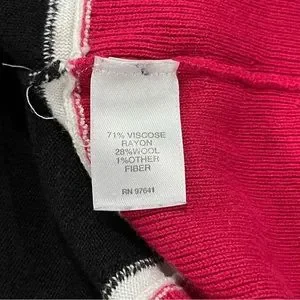 71% VISCOSE
RAYON
28%WOOL
1%OTHER
FIBER
RN 97641